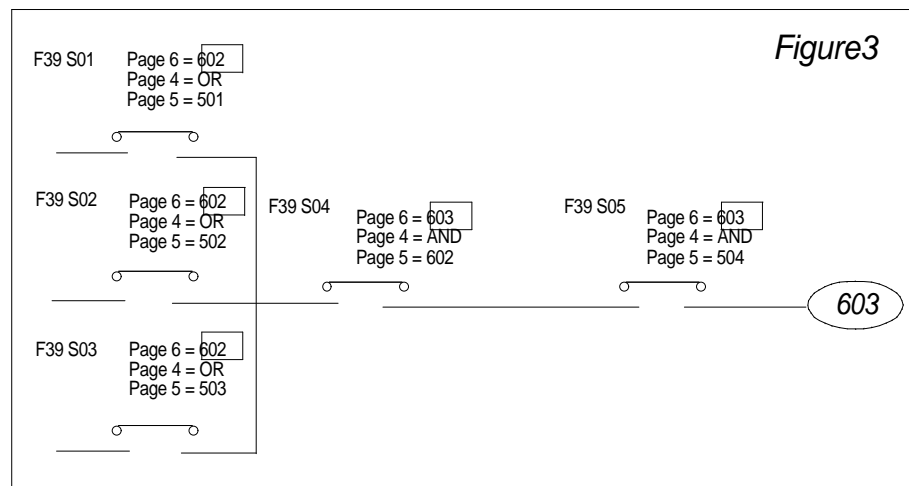 Figure3
F39 S01
Page 6 = 602
Page 4 = OR
Page 5 = 501
F39 S02
Page 6 = 602
Page 4 = OR
Page 5 = 502
F39 S04
Page 6 = 603
Page 4 = AND
Page 5 = 602
F39 S05
Page 6 = 603
Page 4 = AND
Page 5 = 504
603
F39 S03
Page 6 = 602
Page 4 = OR
Page 5 = 503